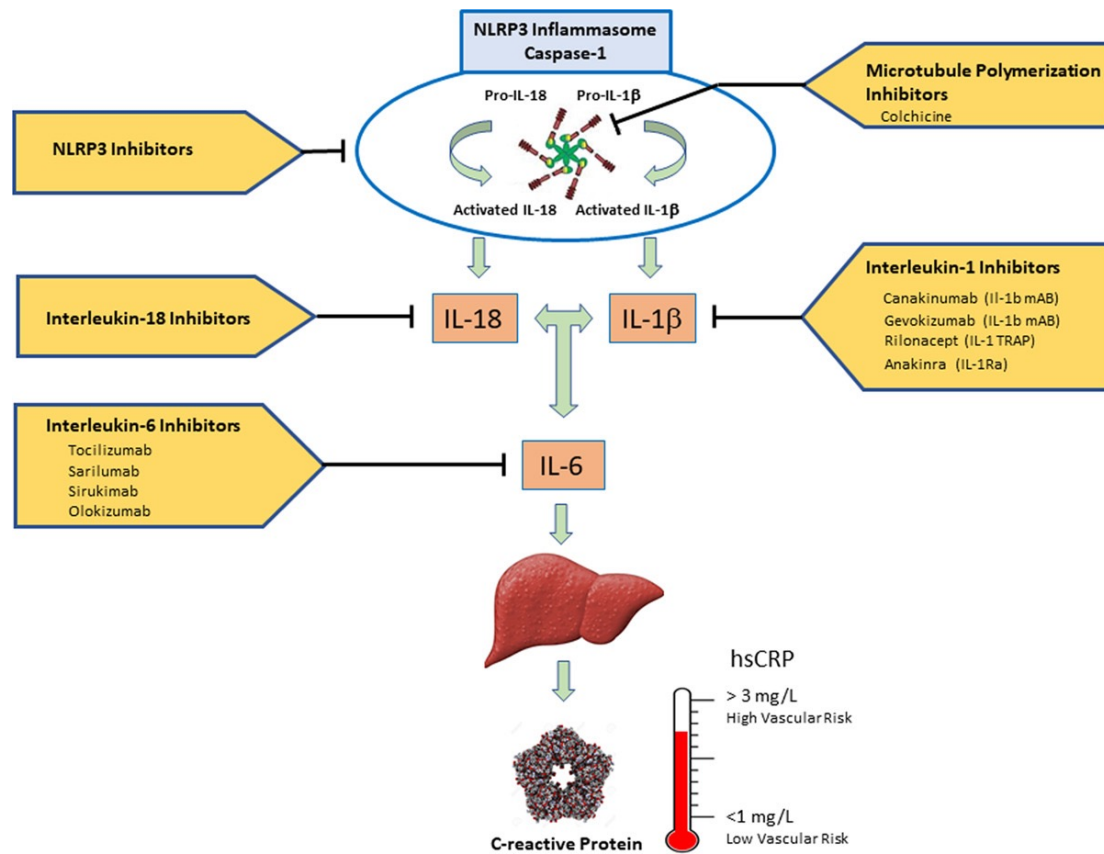 NLRP3 Inflammasome
Caspase-1
Pro-IL-18
Pro-IL-1β
Activated IL-18
Activated IL-1β
Microtubule Polymerization
Inhibitors
Colchicine
NLRP3 Inhibitors
Interleukin-18 Inhibitors
IL-18
IL-1β
Interleukin-1 Inhibitors
Canakinumab (Il-1b mAB)
Gevokizumab (IL-1b mAB)
Rilonacept (IL-1 TRAP)
Anakinra (IL-1Ra)
Interleukin-6 Inhibitors
Tocilizumab
Sarilumab
Sirukimab
Olokizumab
IL-6
hsCRP
> 3 mg/L
High Vascular Risk
<1 mg/L
Low Vascular Risk
C-reactive Protein